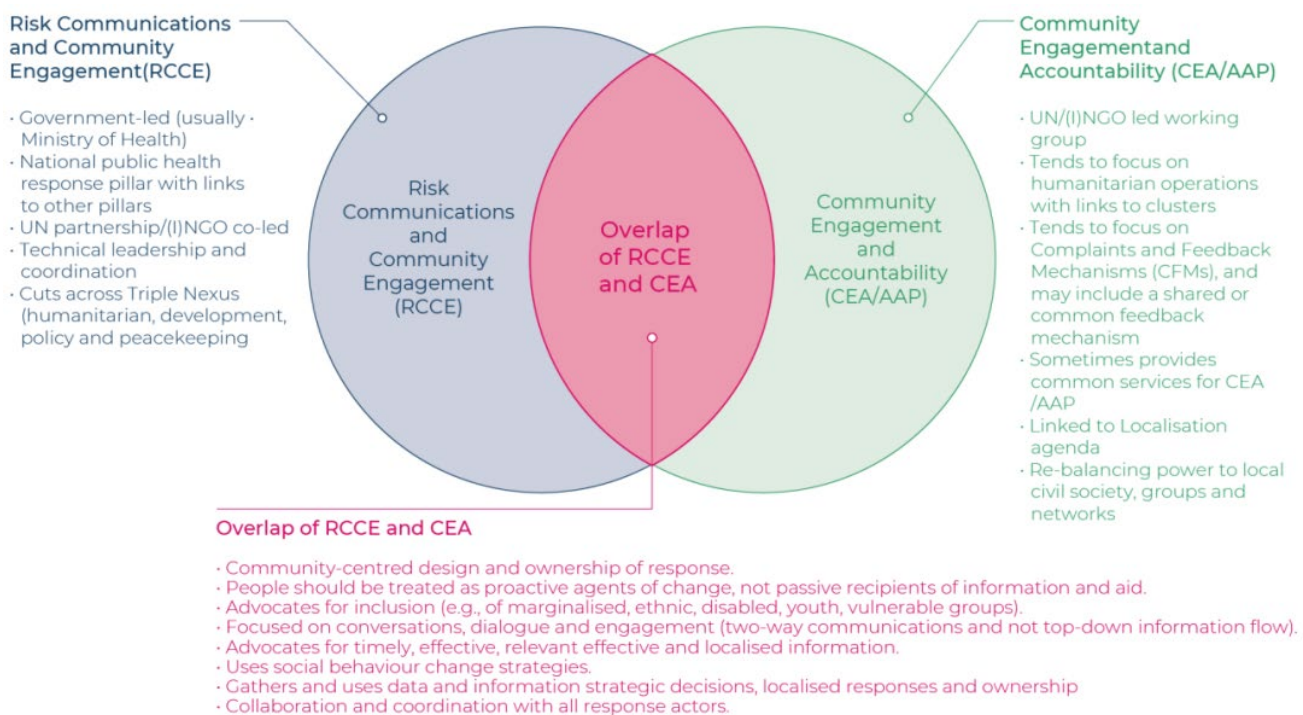 Risk Communications
and Community
Engagement(RCCE)
· Government-led (usually ·
Ministry of Health)
· National public health
response pillar with links
to other pillars
· UN partnership/(I)NGO co-led
· Technical leadership and
coordination
· Cuts across Triple Nexus
(humanitarian, development,
policy and peacekeeping
Risk
Communications
and
Community
Engagement
(RCCE)
Overlap
of RCCE
and CEA
Community
Engagement
and
Accountability
(CEA/AAP)
Community
Engagementand
Accountability (CEA/AAP)
· UN/(I)NGO led working
group
· Tends to focus on
humanitarian operations
with links to clusters
· Tends to focus on
Complaints and Feedback
Mechanisms (CFMs), and
may include a shared or
common feedback
mechanism
· Sometimes provides
common services for CEA
/AAP
· Linked to Localisation
agenda
· Re-balancing power to local
civil society, groups and
networks
Overlap of RCCE and CEA
· Community-centred design and ownership of response.
· People should be treated as proactive agents of change, not passive recipients of information and aid.
· Advocates for inclusion (e.g., of marginalised, ethnic, disabled, youth, vulnerable groups).
· Focused on conversations, dialogue and engagement (two-way communications and not top-down information flow).
· Advocates for timely, effective, relevant effective and localised information.
· Uses social behaviour change strategies.
· Gathers and uses data and information strategic decisions, localised responses and ownership
· Collaboration and coordination with all response actors.